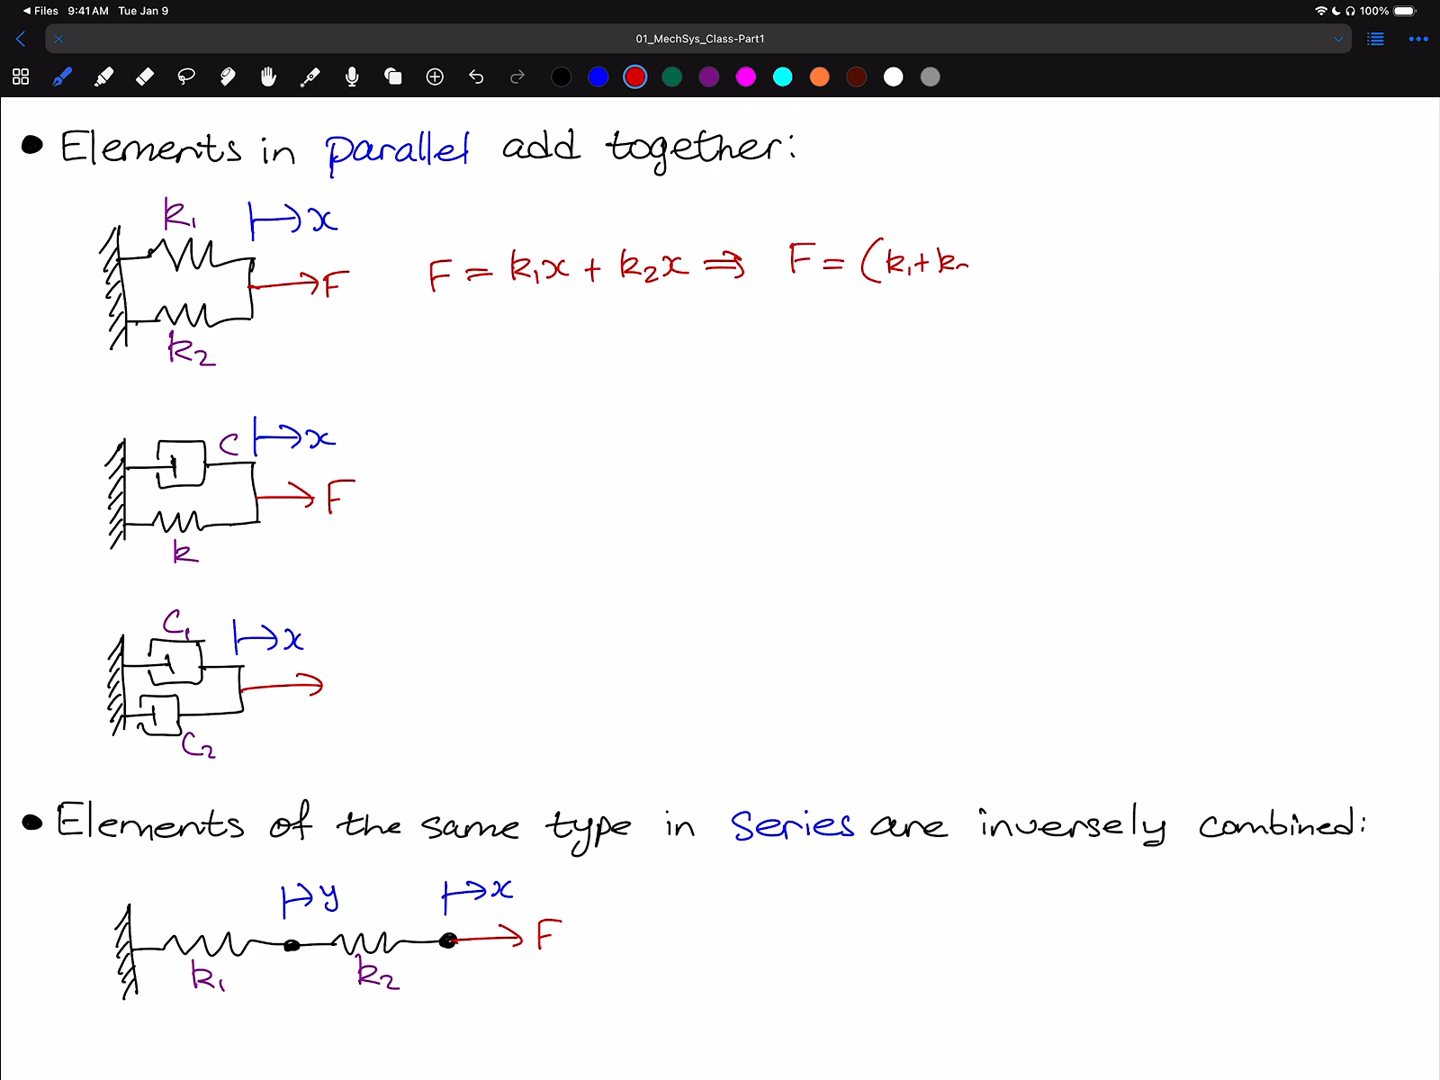 Files 9:41 AM Tue Jan 9 100%
01_MechSys_Class-Part1
Elements in parallel add together:
k₁ x
F
k₂
F = k₁x + k₂x ⇒ F = (k₁+k
C x
F
k
C₁ x
C₂
Elements of the same type in series are inversely combined:
y x
F
k₁ k₂